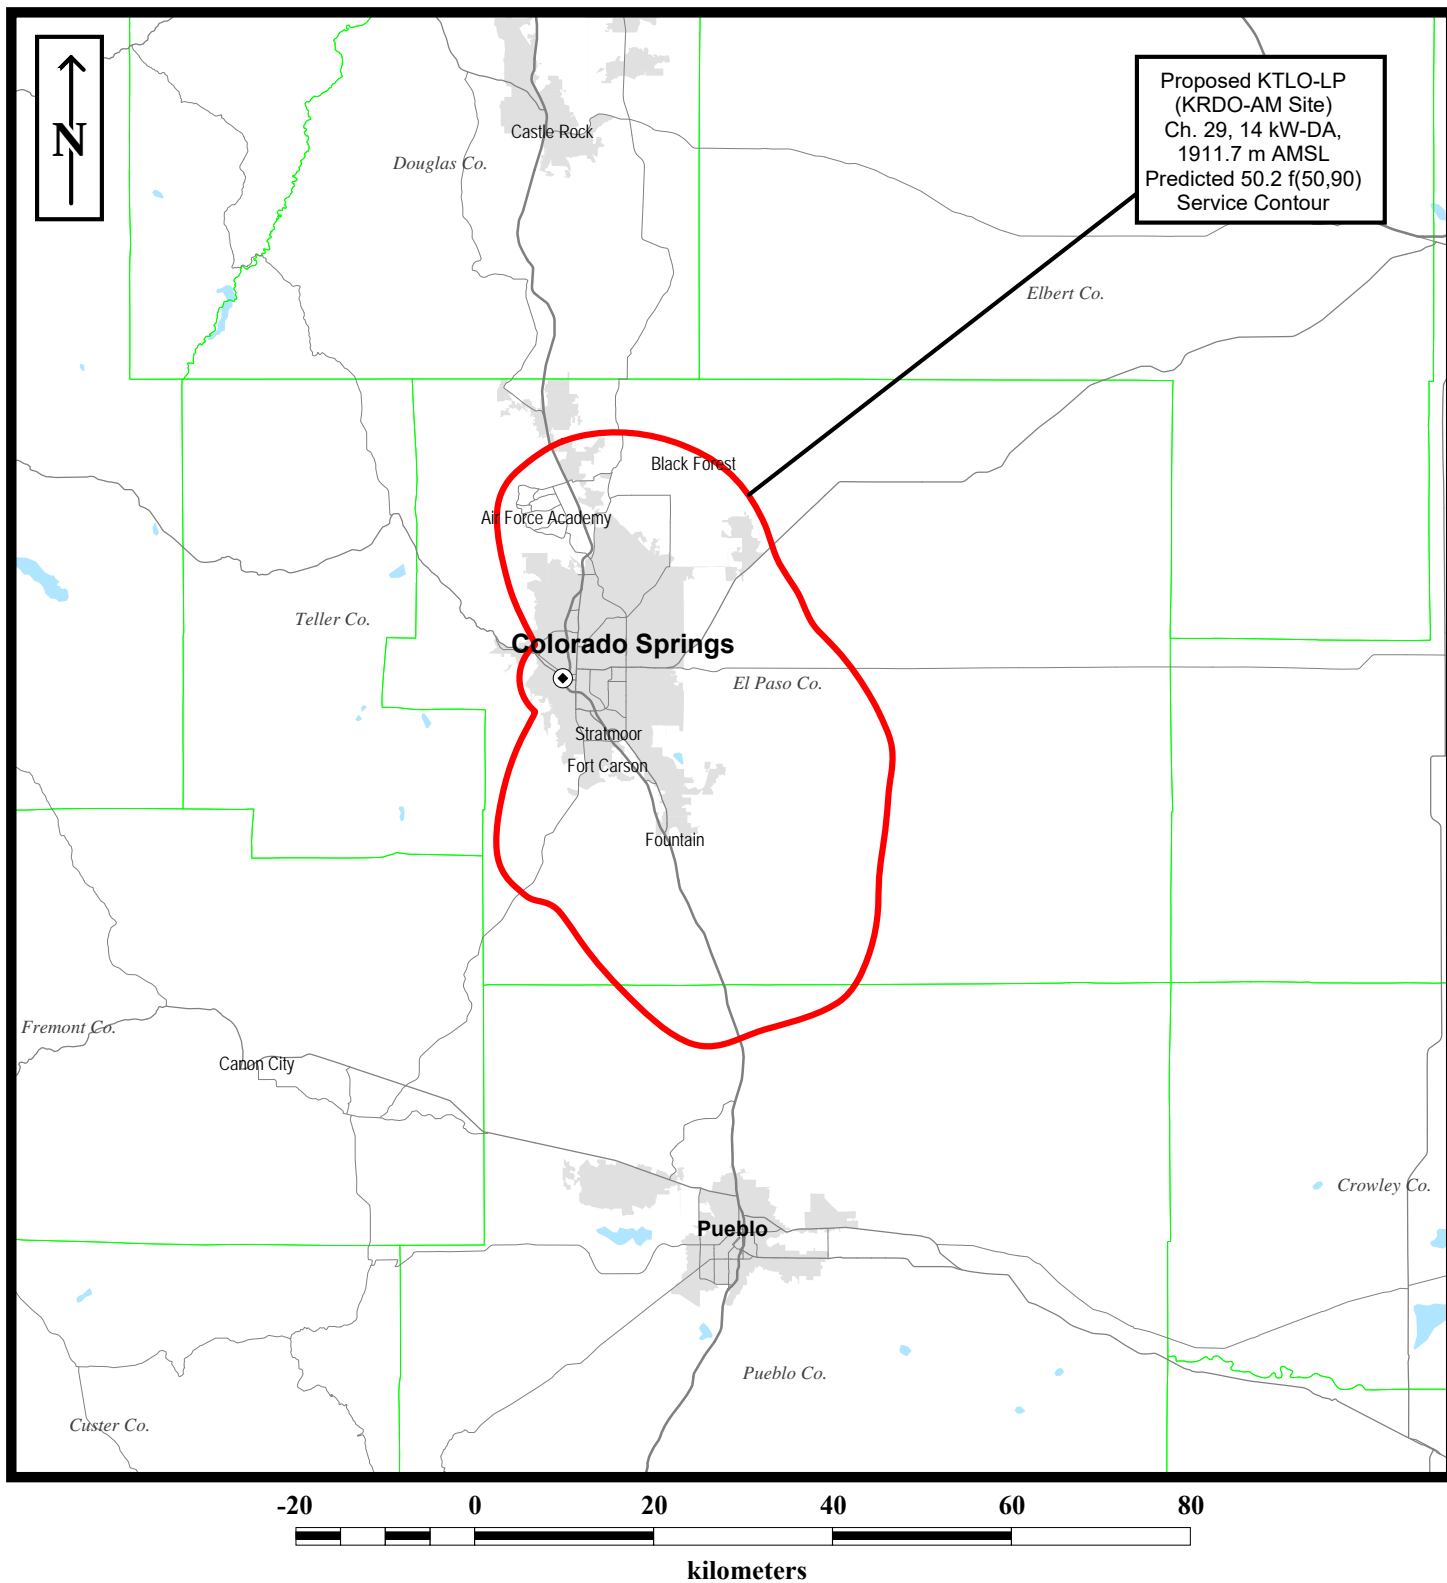 N
Proposed KTLO-LP
(KRDO-AM Site)
Ch. 29, 14 kW-DA,
1911.7 m AMSL
Predicted 50.2 f(50,90)
Service Contour
Castle Rock
Douglas Co.
Elbert Co.
Black Forest
Air Force Academy
Teller Co.
Colorado Springs
El Paso Co.
Stratmoor
Fort Carson
Fountain
Fremont Co.
Canon City
Crowley Co.
Pueblo
Pueblo Co.
Custer Co.
-20 0 20 40 60 80
kilometers